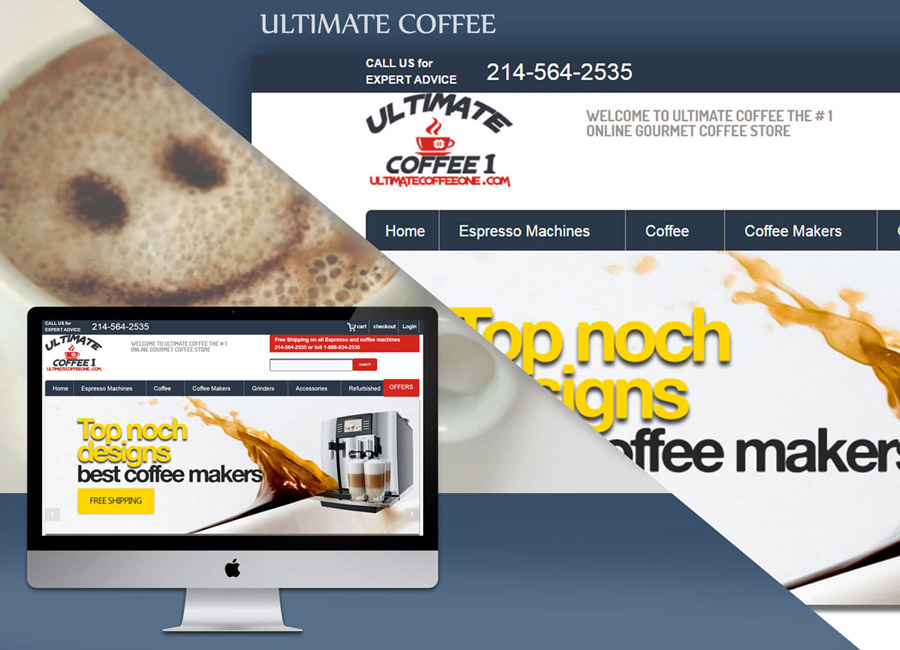 ULTIMATE COFFEE
CALL US for
EXPERT ADVICE
214-564-2535
ULTIMATE
COFFEE 1
ULTIMATECOFFEEONE.COM
WELCOME TO ULTIMATE COFFEE THE # 1
ONLINE GOURMET COFFEE STORE
Home
Espresso Machines
Coffee
Coffee Makers
Top noch
signs
offee makers
CALL US for
EXPERT ADVICE
214-564-2535
cart
checkout
Login
ULTIMATE
COFFEE 1
ULTIMATECOFFEEONE.COM
WELCOME TO ULTIMATE COFFEE THE # 1
ONLINE GOURMET COFFEE STORE
Free Shipping on all Espresso and coffee machines
214-564-2535 or toll 1-888-834-2530
search
Home
Espresso Machines
Coffee
Coffee Makers
Grinders
Accessories
Refurbished
OFFERS
Top noch
designs
best coffee makers
FREE SHIPPING